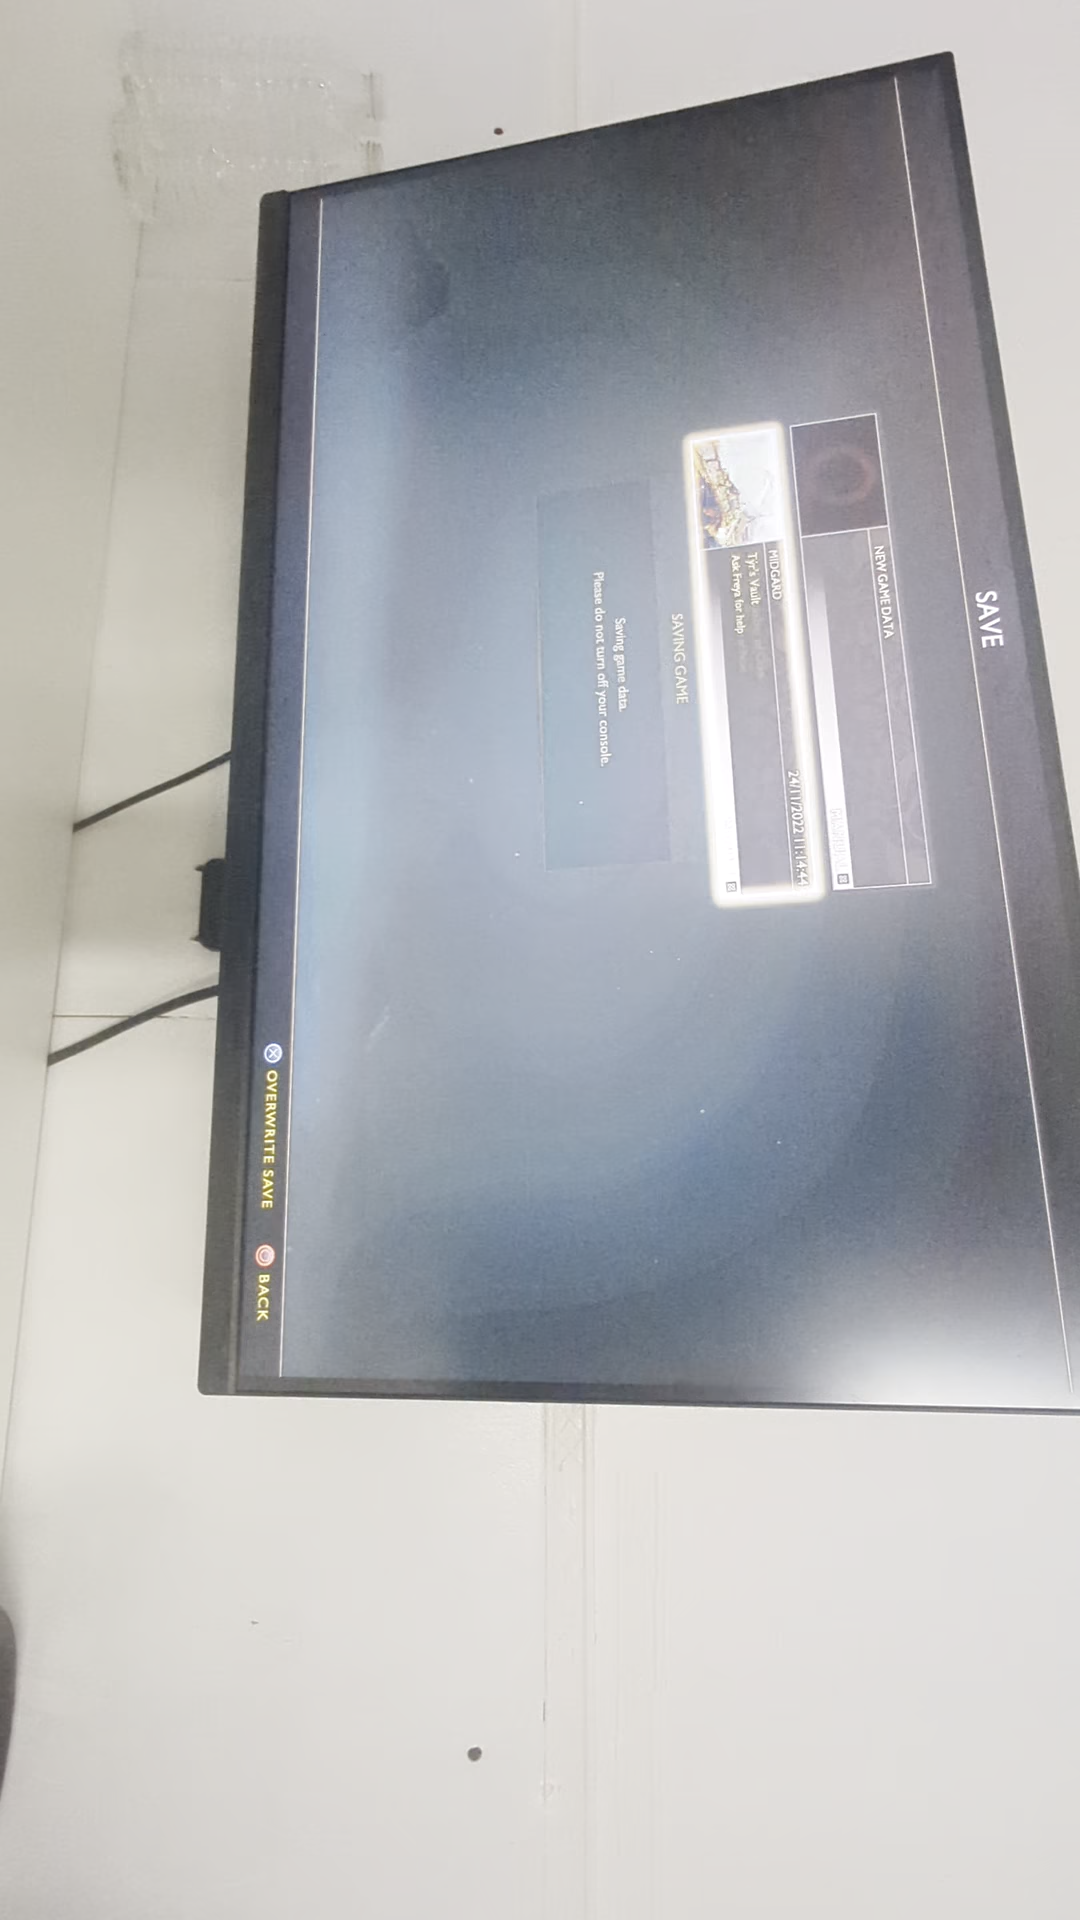 SAVE
NEW GAME DATA
MIDGARD
24/11/2022 11:14:44
Tyr's Vault
Ask Freya for help
SAVING GAME
Saving game data.
Please do not turn off your console.
OVERWRITE SAVE
BACK